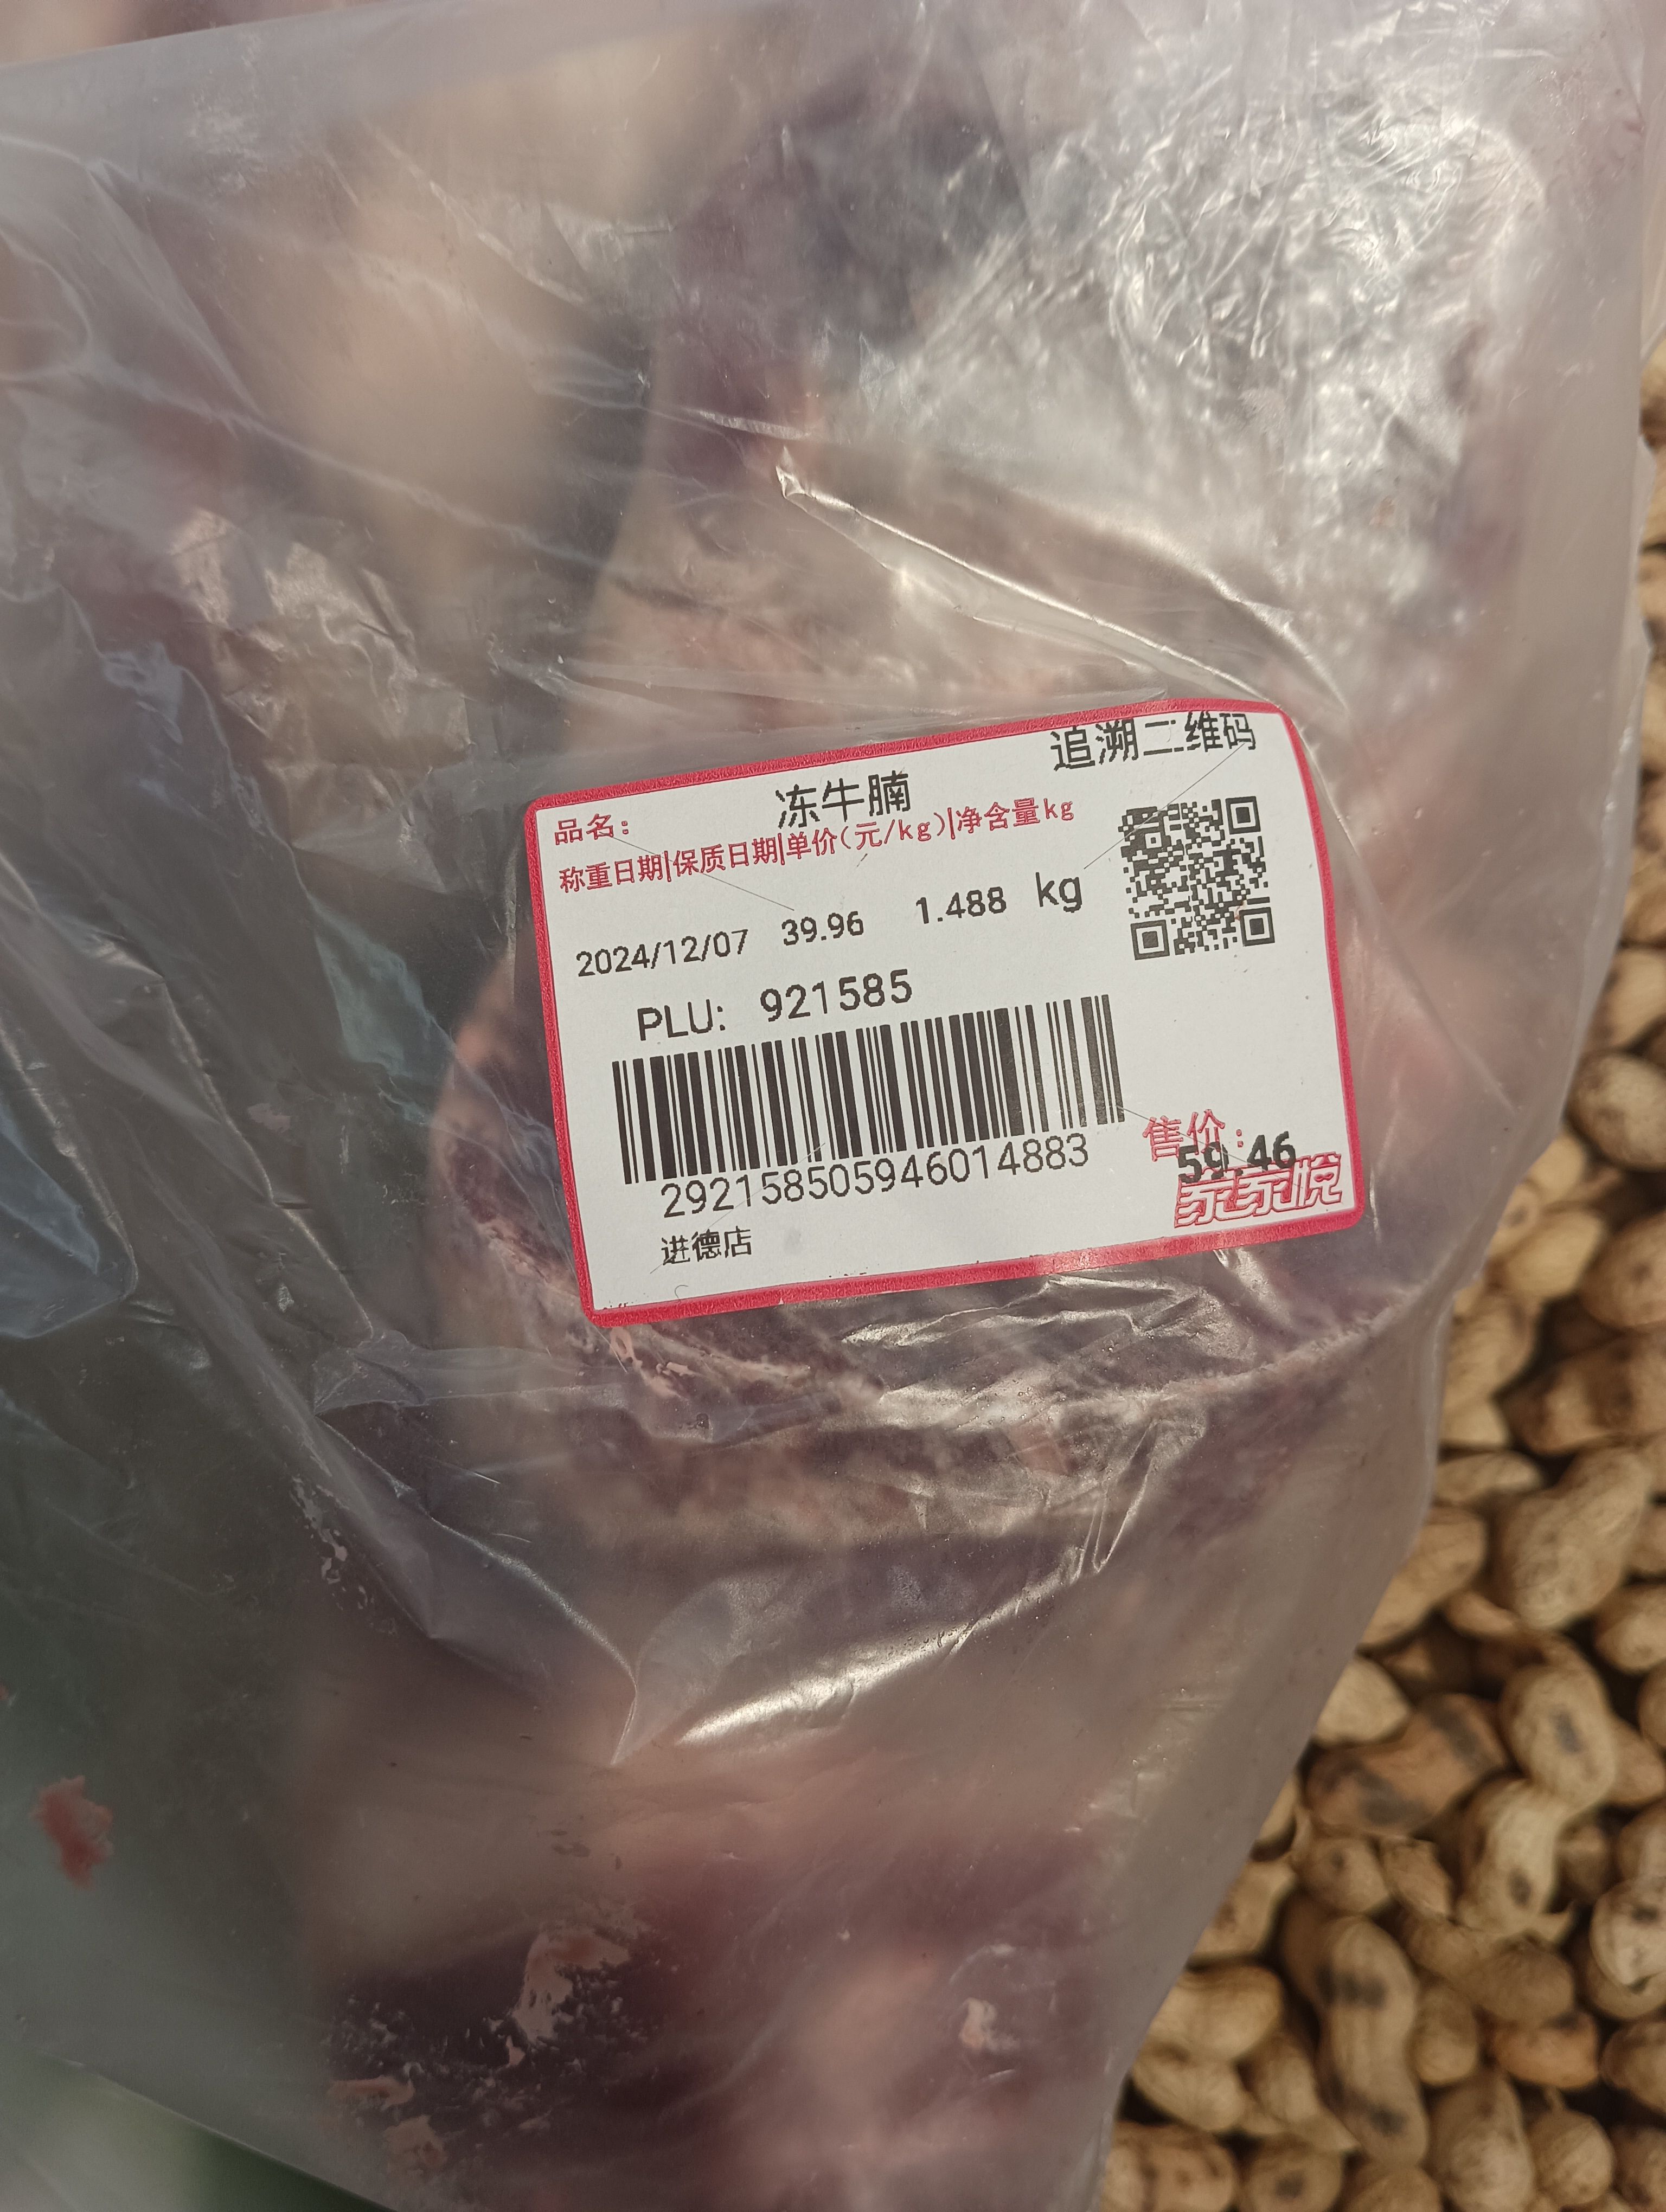 追溯二维码
品名: 冻牛腩
称重日期|保质日期|单价(元/kg)|净含量kg
2024/12/07 39.96 1.488 kg
PLU: 921585
292158505946014883
售价:
59.46
家家悦
进德店